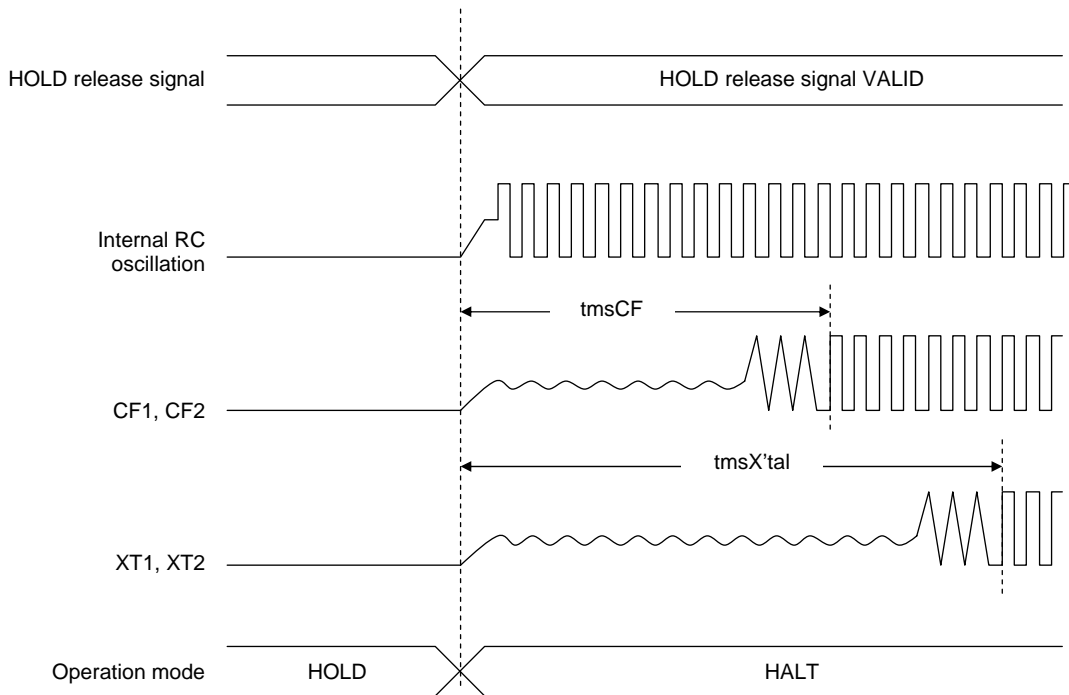 HOLD release signal
HOLD release signal VALID
Internal RC
oscillation
tmsCF
CF1, CF2
tmsX'tal
XT1, XT2
Operation mode
HOLD
HALT